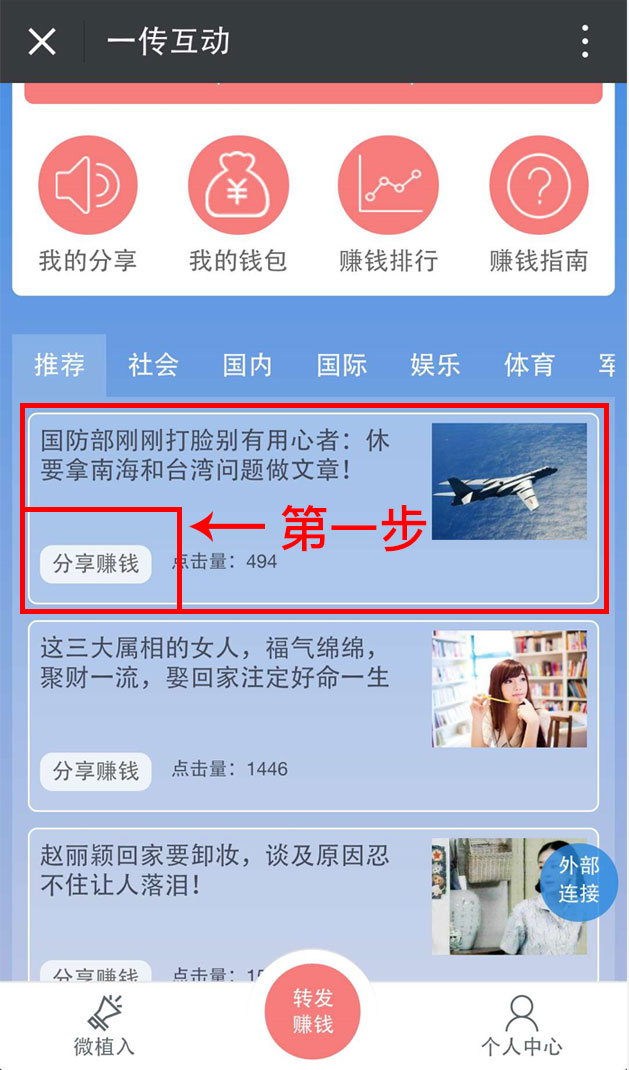 一传互动
我的分享
我的钱包
赚钱排行
赚钱指南
推荐 社会 国内 国际 娱乐 体育
国防部刚刚打脸别有用心者：休
要拿南海和台湾问题做文章！
第一步
分享赚钱 点击量：494
这三大属相的女人，福气绵绵，
聚财一流，娶回家注定好命一生
分享赚钱 点击量：1446
赵丽颖回家要卸妆，谈及原因忍
不住让人落泪！
外部
连接
分享赚钱 点击量：
转发
赚钱
微植入
个人中心